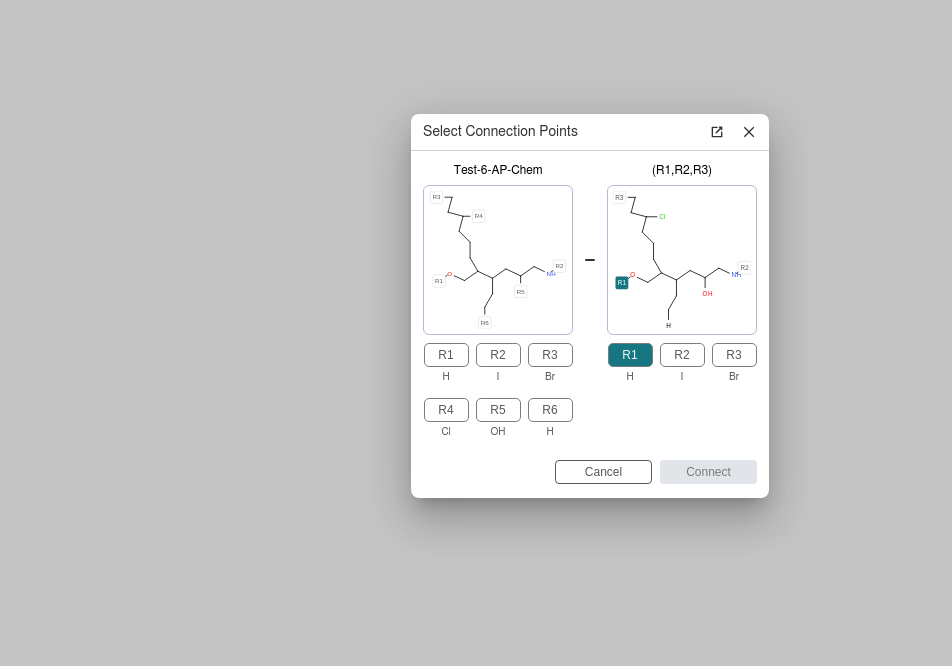 Select Connection Points
Test-6-AP-Chem
(R1,R2,R3)
R3
R4
O
R1
NH
R2
R5
R6
R3
Cl
O
R1
NH
R2
OH
H
R1 R2 R3
H I Br
R4 R5 R6
Cl OH H
R1 R2 R3
H I Br
Cancel
Connect